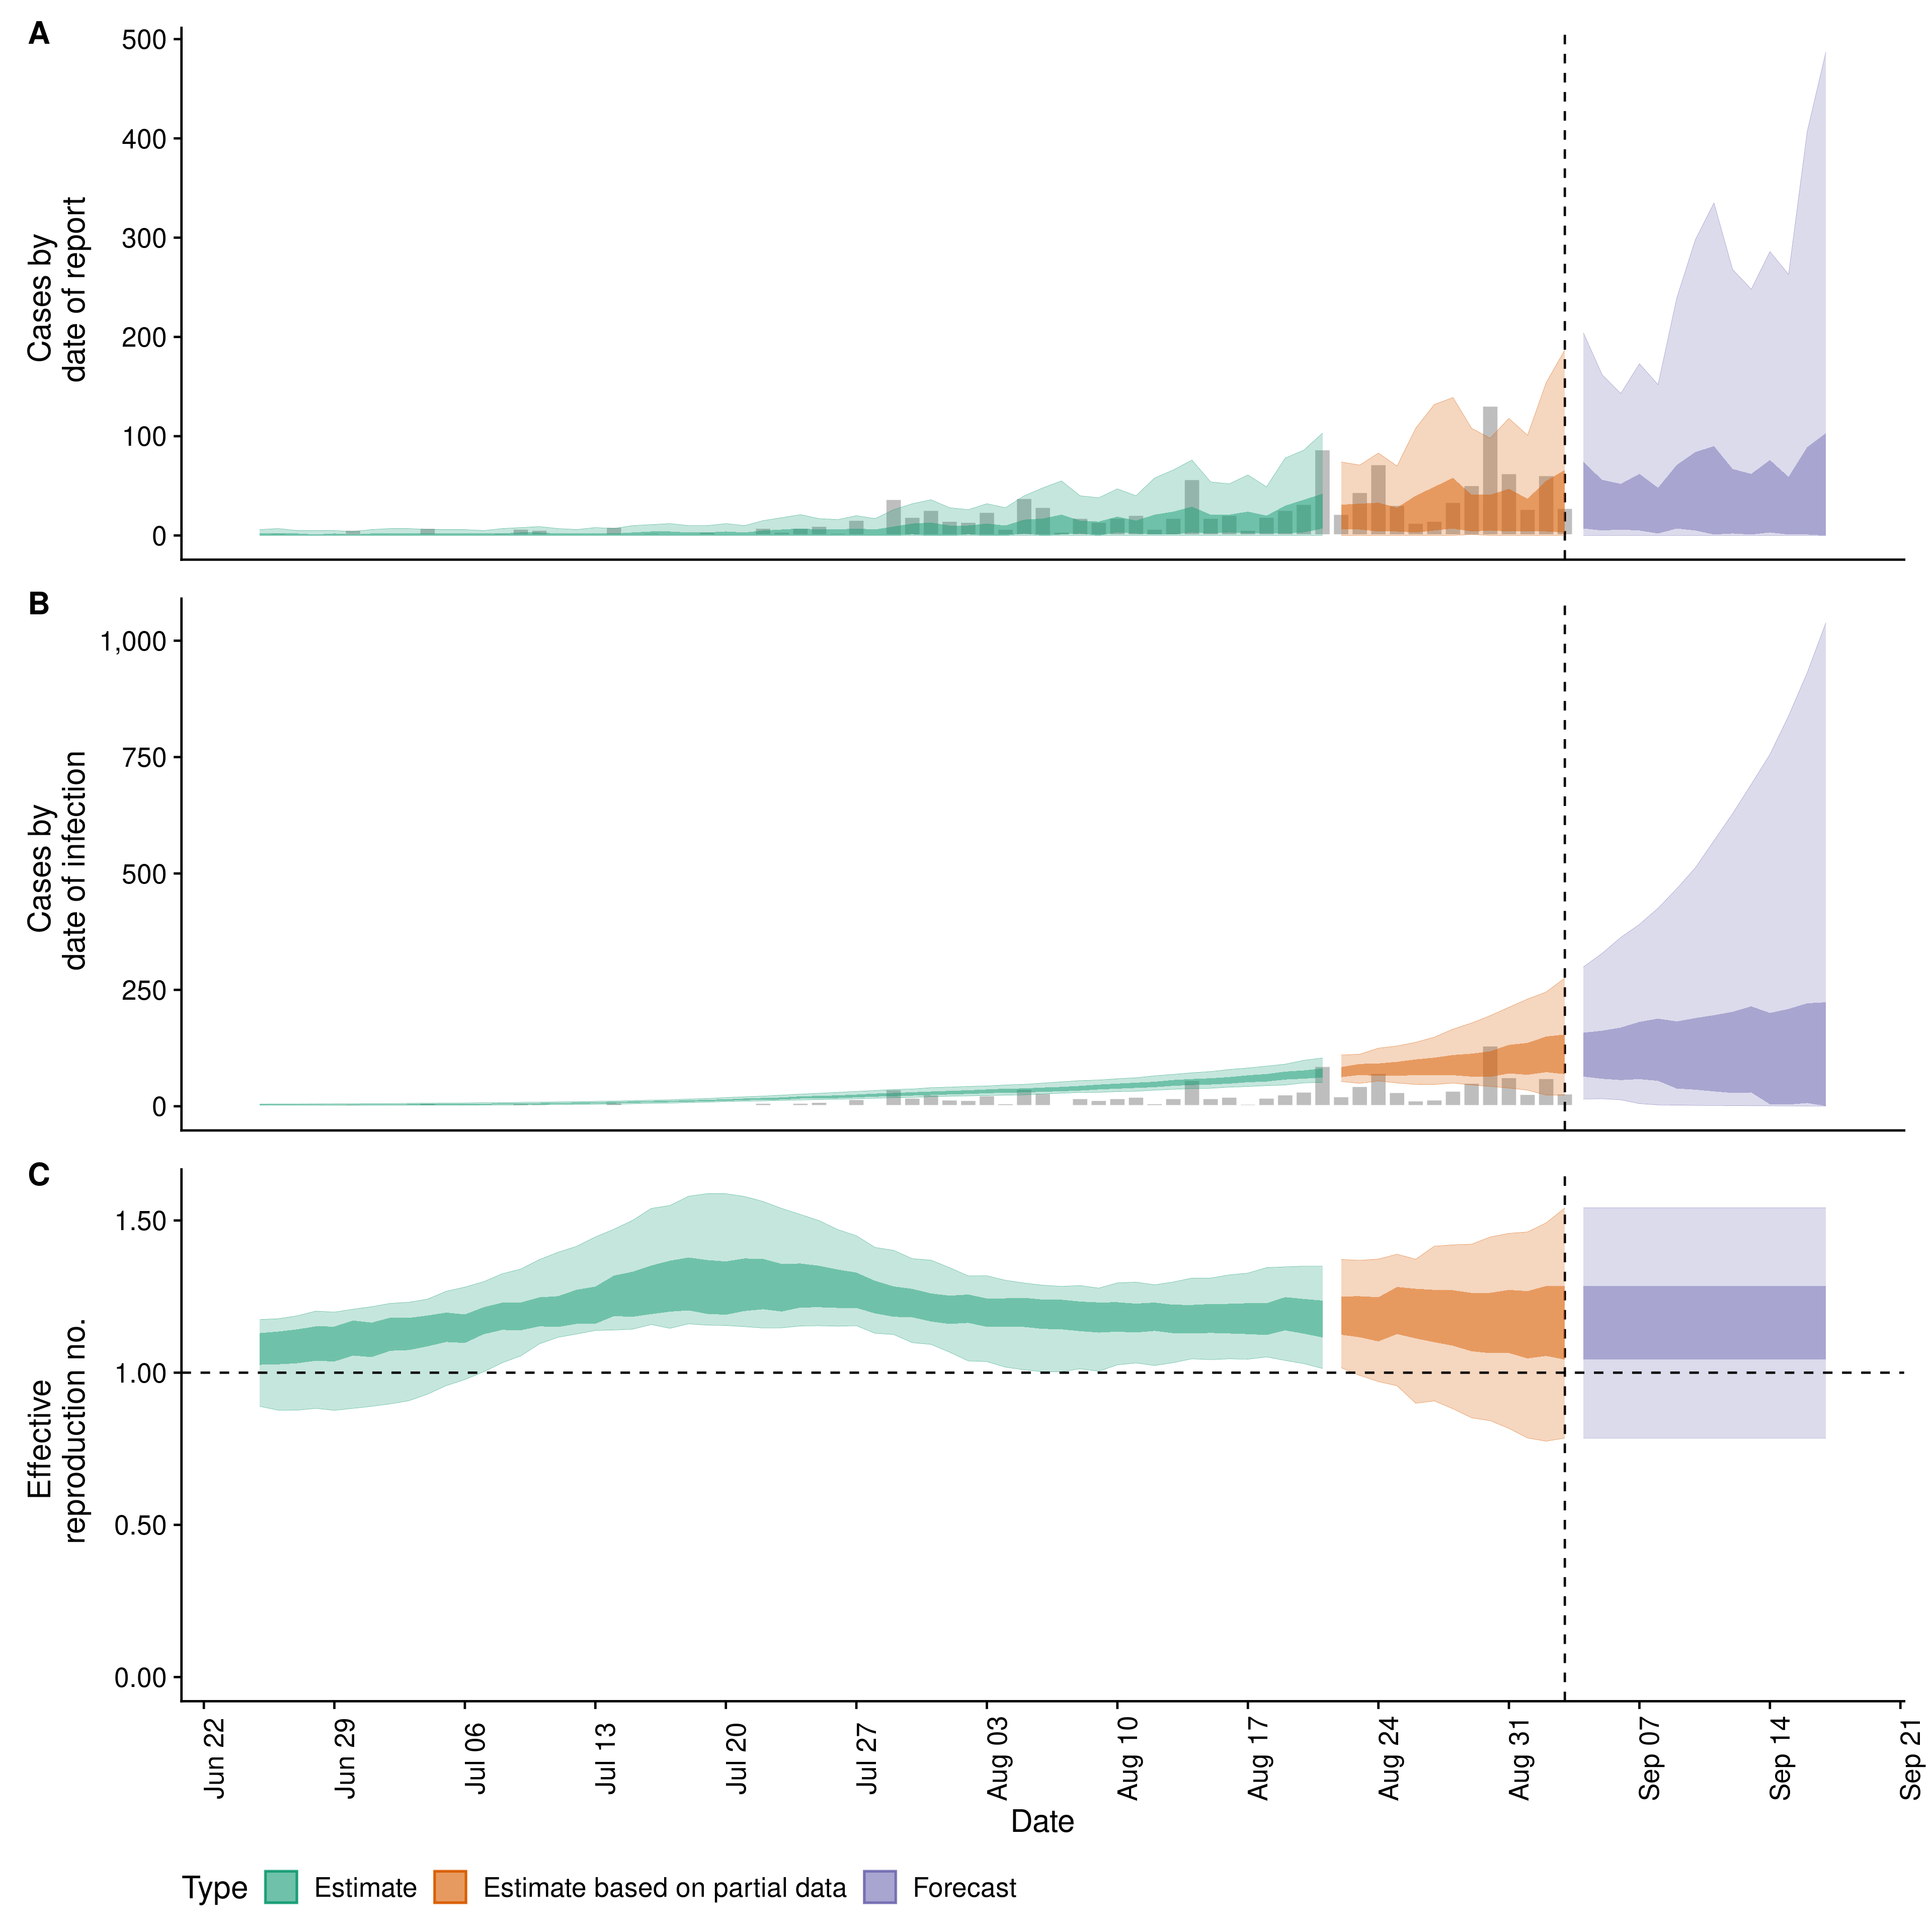 A
500
400
300
200
100
0
Cases by
date of report
B
1,000
750
500
250
0
Cases by
date of infection
C
1.50
1.00
0.50
0.00
Effective
reproduction no.
Jun 22
Jun 29
Jul 06
Jul 13
Jul 20
Jul 27
Aug 03
Aug 10
Aug 17
Aug 24
Aug 31
Sep 07
Sep 14
Sep 21
Date
Type Estimate Estimate based on partial data Forecast